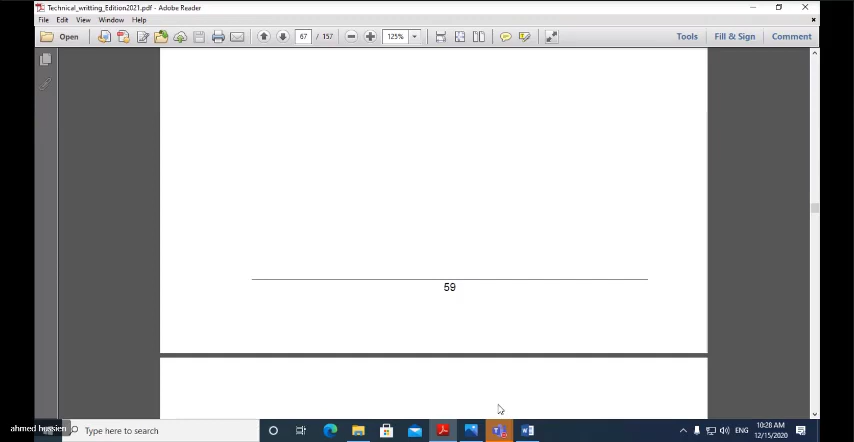 Technical_writting_Edition2021.pdf - Adobe Reader
File Edit View Window Help
Open 67 / 157 125% Tools Fill & Sign Comment
59
ahmed hussien
Type here to search
ENG
10:28 AM
12/15/2020